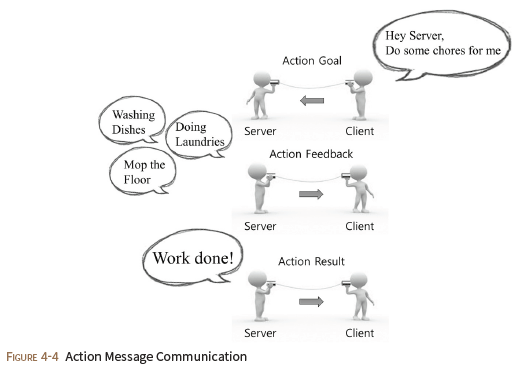 Hey Server,
Do some chores for me
Action Goal
Server
Client
Washing
Dishes
Doing
Laundries
Mop the
Floor
Action Feedback
Server
Client
Work done!
Action Result
Server
Client
FIGURE 4-4 Action Message Communication